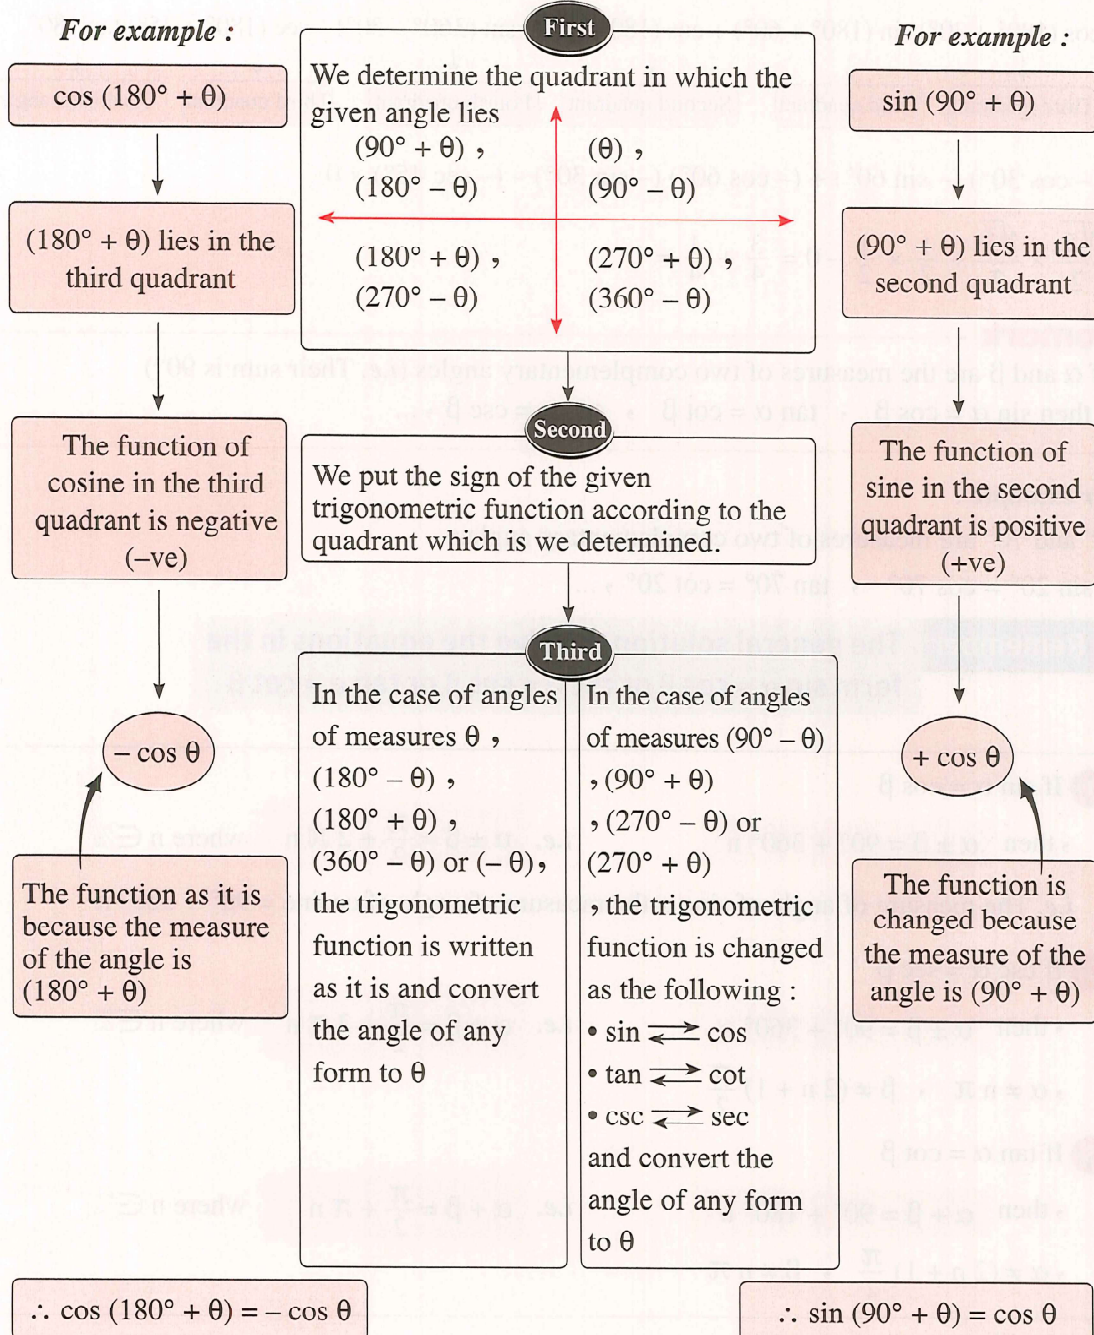 For example :
cos (180° + θ)
(180° + θ) lies in the
third quadrant
The function of
cosine in the third
quadrant is negative
(–ve)
– cos θ
The function as it is
because the measure
of the angle is
(180° + θ)
∴ cos (180° + θ) = – cos θ
First
We determine the quadrant in which the
given angle lies
(90° + θ) ,
(180° – θ)
(θ) ,
(90° – θ)
(180° + θ) ,
(270° – θ)
(270° + θ) ,
(360° – θ)
Second
We put the sign of the given
trigonometric function according to the
quadrant which is we determined.
Third
In the case of angles
of measures θ ,
(180° – θ) ,
(180° + θ) ,
(360° – θ) or (– θ) ,
the trigonometric
function is written
as it is and convert
the angle of any
form to θ
In the case of angles
of measures (90° – θ)
, (90° + θ)
, (270° – θ) or
(270° + θ)
, the trigonometric
function is changed
as the following :
• sin ⇄ cos
• tan ⇄ cot
• csc ⇄ sec
and convert the
angle of any form
to θ
For example :
sin (90° + θ)
(90° + θ) lies in the
second quadrant
The function of
sine in the second
quadrant is positive
(+ve)
+ cos θ
The function is
changed because
the measure of the
angle is (90° + θ)
∴ sin (90° + θ) = cos θ